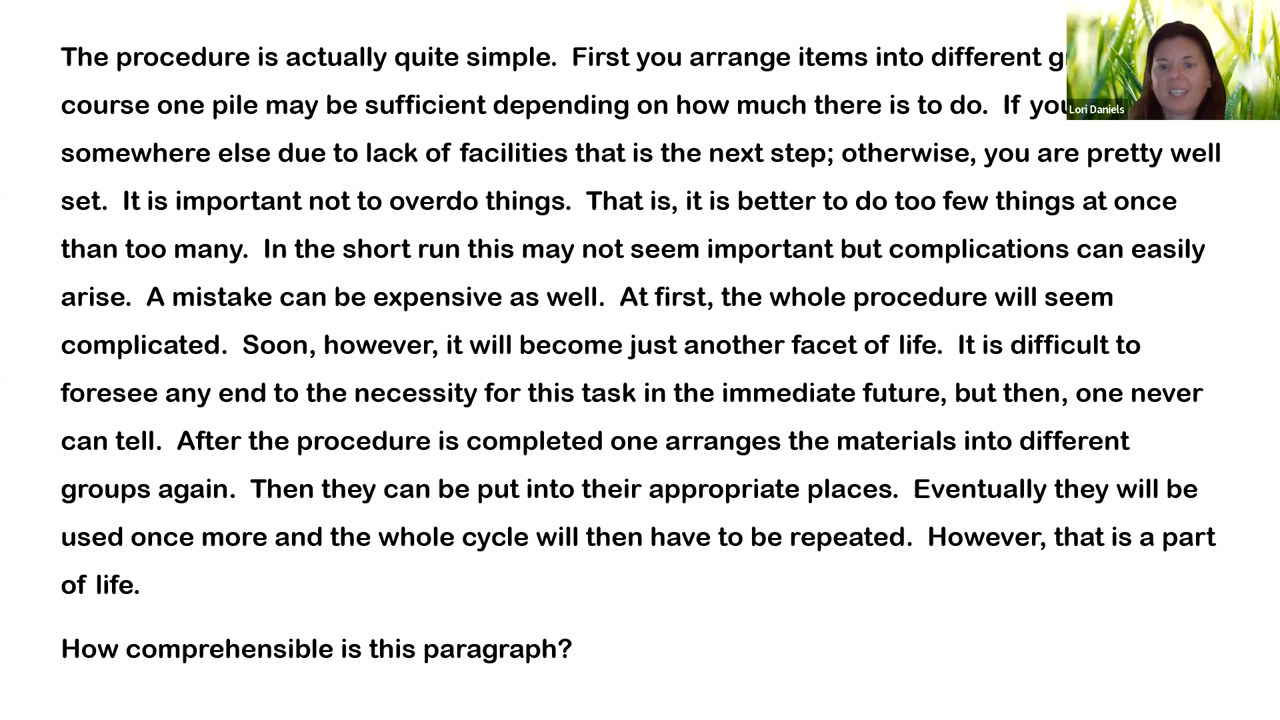 The procedure is actually quite simple. First you arrange items into different
Lori Daniels
course one pile may be sufficient depending on how much there is to do. If
somewhere else due to lack of facilities that is the next step; otherwise, you are pretty well
set. It is important not to overdo things. That is, it is better to do too few things at once
than too many. In the short run this may not seem important but complications can easily
arise. A mistake can be expensive as well. At first, the whole procedure will seem
complicated. Soon, however, it will become just another facet of life. It is difficult to
foresee any end to the necessity for this task in the immediate future, but then, one never
can tell. After the procedure is completed one arranges the materials into different
groups again. Then they can be put into their appropriate places. Eventually they will be
used once more and the whole cycle will then have to be repeated. However, that is a part
of life.
How comprehensible is this paragraph?